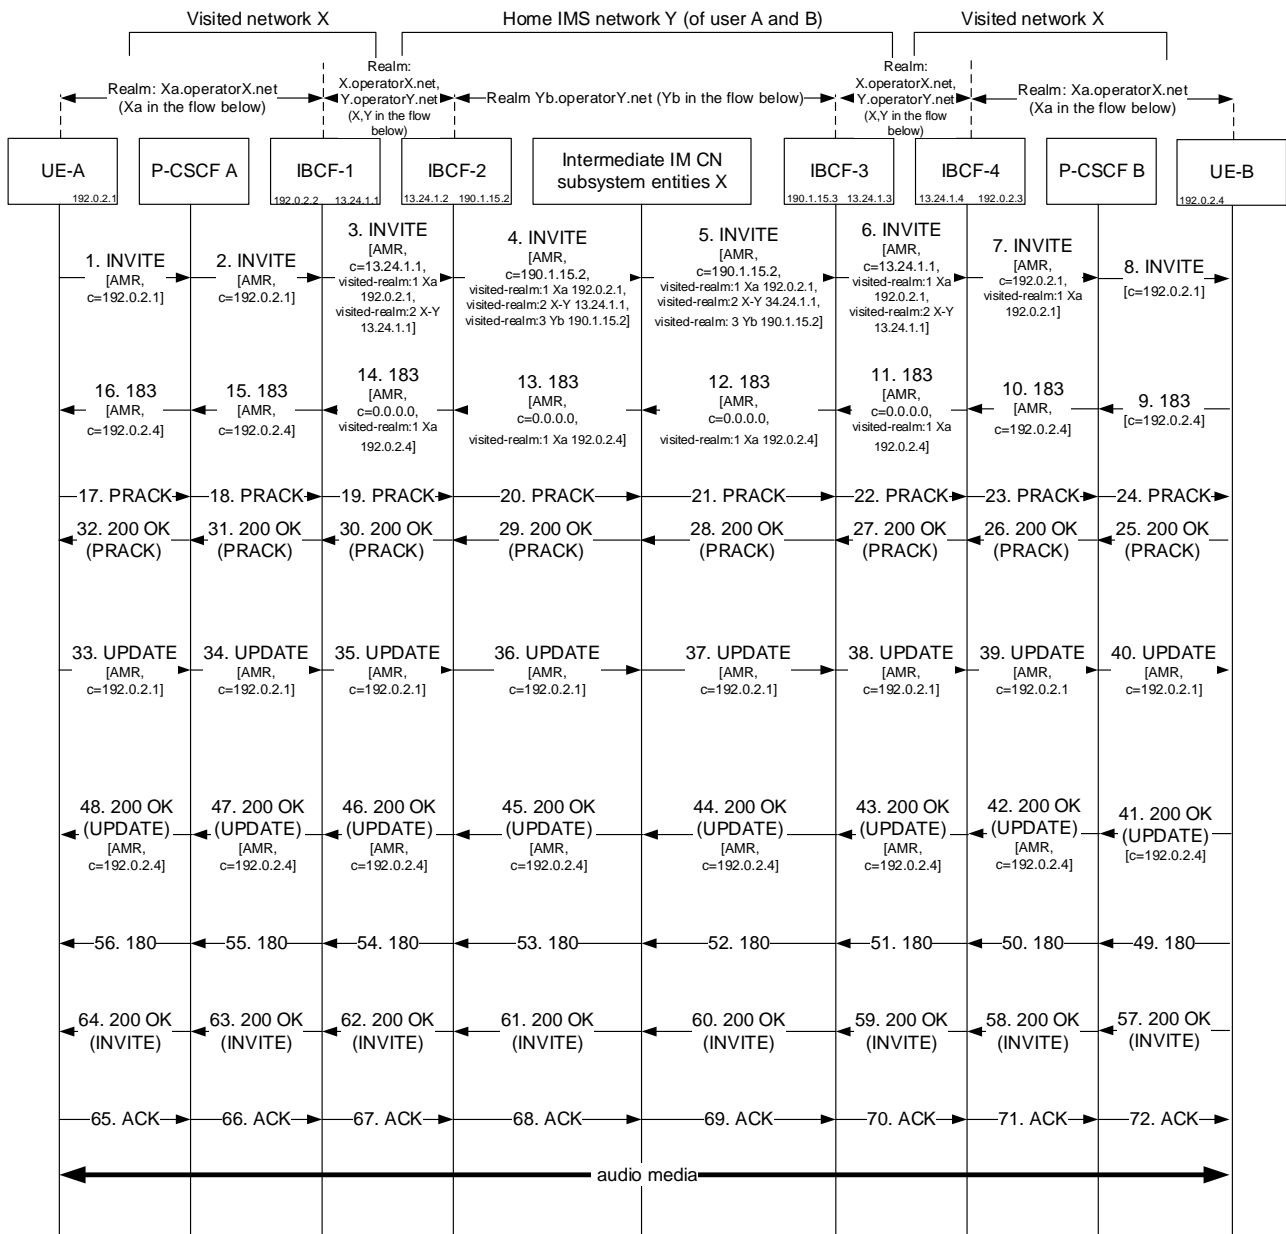 Visited network X
Home IMS network Y (of user A and B)
Visited network X
Realm: Xa.operatorX.net
(Xa in the flow below)
Realm:
X.operatorX.net,
Y.operatorY.net
(X,Y in the flow
below)
Realm Yb.operatorY.net (Yb in the flow below)
Realm:
X.operatorX.net,
Y.operatorY.net
(X,Y in the flow
below)
Realm: Xa.operatorX.net
(Xa in the flow below)
UE-A
192.0.2.1
P-CSCF A
IBCF-1
192.0.2.2 13.24.1.1
IBCF-2
13.24.1.2 190.1.15.2
Intermediate IM CN
subsystem entities X
IBCF-3
190.1.15.3 13.24.1.3
IBCF-4
13.24.1.4 192.0.2.3
P-CSCF B
UE-B
192.0.2.4
1. INVITE
[AMR,
c=192.0.2.1]
2. INVITE
[AMR,
c=192.0.2.1]
3. INVITE
[AMR,
c=13.24.1.1,
visited-realm:1 Xa
192.0.2.1,
visited-realm:2 X-Y
13.24.1.1]
4. INVITE
[AMR,
c=190.1.15.2,
visited-realm:1 Xa 192.0.2.1,
visited-realm:2 X-Y 13.24.1.1,
visited-realm:3 Yb 190.1.15.2]
5. INVITE
[AMR,
c=190.1.15.2,
visited-realm:1 Xa 192.0.2.1,
visited-realm:2 X-Y 34.24.1.1,
visited-realm: 3 Yb 190.1.15.2]
6. INVITE
[AMR,
c=13.24.1.1,
visited-realm:1 Xa
192.0.2.1,
visited-realm:2 X-Y
13.24.1.1]
7. INVITE
[AMR,
c=192.0.2.1,
visited-realm:1 Xa
192.0.2.1]
8. INVITE
[c=192.0.2.1]
16. 183
[AMR,
c=192.0.2.4]
15. 183
[AMR,
c=192.0.2.4]
14. 183
[AMR,
c=0.0.0.0,
visited-realm:1 Xa
192.0.2.4]
13. 183
[AMR,
c=0.0.0.0,
visited-realm:1 Xa 192.0.2.4]
12. 183
[AMR,
c=0.0.0.0,
visited-realm:1 Xa 192.0.2.4]
11. 183
[AMR,
c=0.0.0.0,
visited-realm:1 Xa
192.0.2.4]
10. 183
[AMR,
c=192.0.2.4]
9. 183
[c=192.0.2.4]
17. PRACK
18. PRACK
19. PRACK
20. PRACK
21. PRACK
22. PRACK
23. PRACK
24. PRACK
32. 200 OK
(PRACK)
31. 200 OK
(PRACK)
30. 200 OK
(PRACK)
29. 200 OK
(PRACK)
28. 200 OK
(PRACK)
27. 200 OK
(PRACK)
26. 200 OK
(PRACK)
25. 200 OK
(PRACK)
33. UPDATE
[AMR,
c=192.0.2.1]
34. UPDATE
[AMR,
c=192.0.2.1]
35. UPDATE
[AMR,
c=192.0.2.1]
36. UPDATE
[AMR,
c=192.0.2.1]
37. UPDATE
[AMR,
c=192.0.2.1]
38. UPDATE
[AMR,
c=192.0.2.1]
39. UPDATE
[AMR,
c=192.0.2.1
40. UPDATE
[AMR,
c=192.0.2.1]
48. 200 OK
(UPDATE)
[AMR,
c=192.0.2.4]
47. 200 OK
(UPDATE)
[AMR,
c=192.0.2.4]
46. 200 OK
(UPDATE)
[AMR,
c=192.0.2.4]
45. 200 OK
(UPDATE)
[AMR,
c=192.0.2.4]
44. 200 OK
(UPDATE)
[AMR,
c=192.0.2.4]
43. 200 OK
(UPDATE)
[AMR,
c=192.0.2.4]
42. 200 OK
(UPDATE)
[AMR,
c=192.0.2.4]
41. 200 OK
(UPDATE)
[c=192.0.2.4]
56. 180
55. 180
54. 180
53. 180
52. 180
51. 180
50. 180
49. 180
64. 200 OK
(INVITE)
63. 200 OK
(INVITE)
62. 200 OK
(INVITE)
61. 200 OK
(INVITE)
60. 200 OK
(INVITE)
59. 200 OK
(INVITE)
58. 200 OK
(INVITE)
57. 200 OK
(INVITE)
65. ACK
66. ACK
67. ACK
68. ACK
69. ACK
70. ACK
71. ACK
72. ACK
audio media